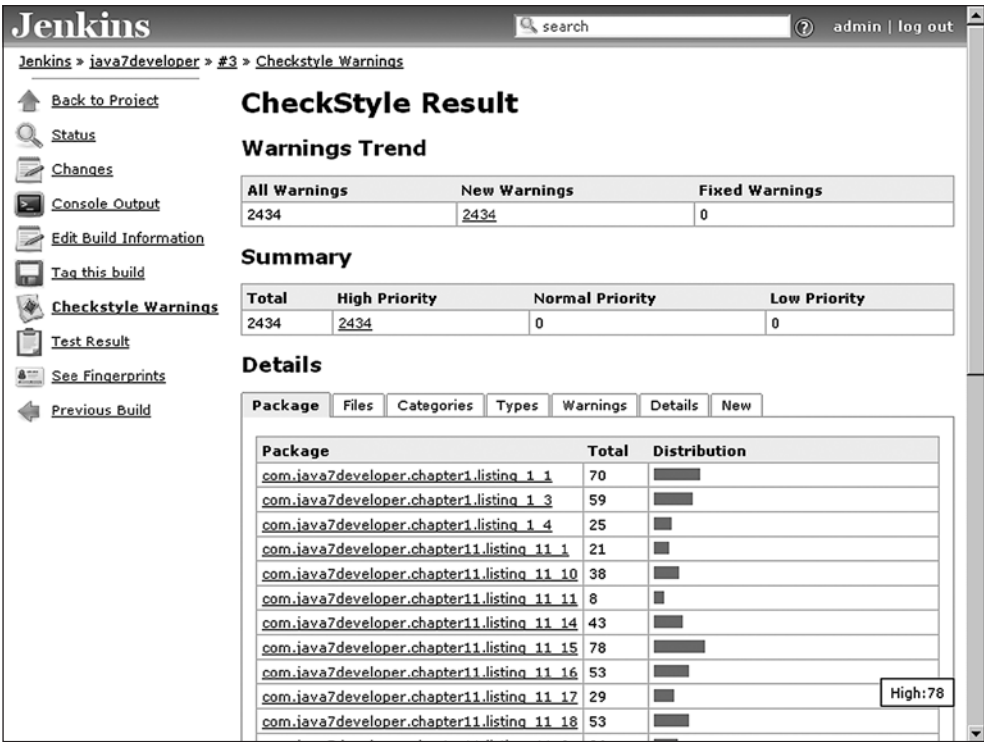 Jenkins
search
admin | log out
Jenkins » java7developer » #3 » Checkstyle Warnings
Back to Project
Status
Changes
Console Output
Edit Build Information
Tag this build
Checkstyle Warnings
Test Result
See Fingerprints
Previous Build
CheckStyle Result
Warnings Trend
All Warnings New Warnings Fixed Warnings
2434 2434 0
Summary
Total High Priority Normal Priority Low Priority
2434 2434 0 0
Details
Package Files Categories Types Warnings Details New
Package Total Distribution
com.java7developer.chapter1.listing_1_1 70
com.java7developer.chapter1.listing_1_3 59
com.java7developer.chapter1.listing_1_4 25
com.java7developer.chapter11.listing_11_1 21
com.java7developer.chapter11.listing_11_10 38
com.java7developer.chapter11.listing_11_11 8
com.java7developer.chapter11.listing_11_14 43
com.java7developer.chapter11.listing_11_15 78
com.java7developer.chapter11.listing_11_16 53
com.java7developer.chapter11.listing_11_17 29
High:78
com.java7developer.chapter11.listing_11_18 53